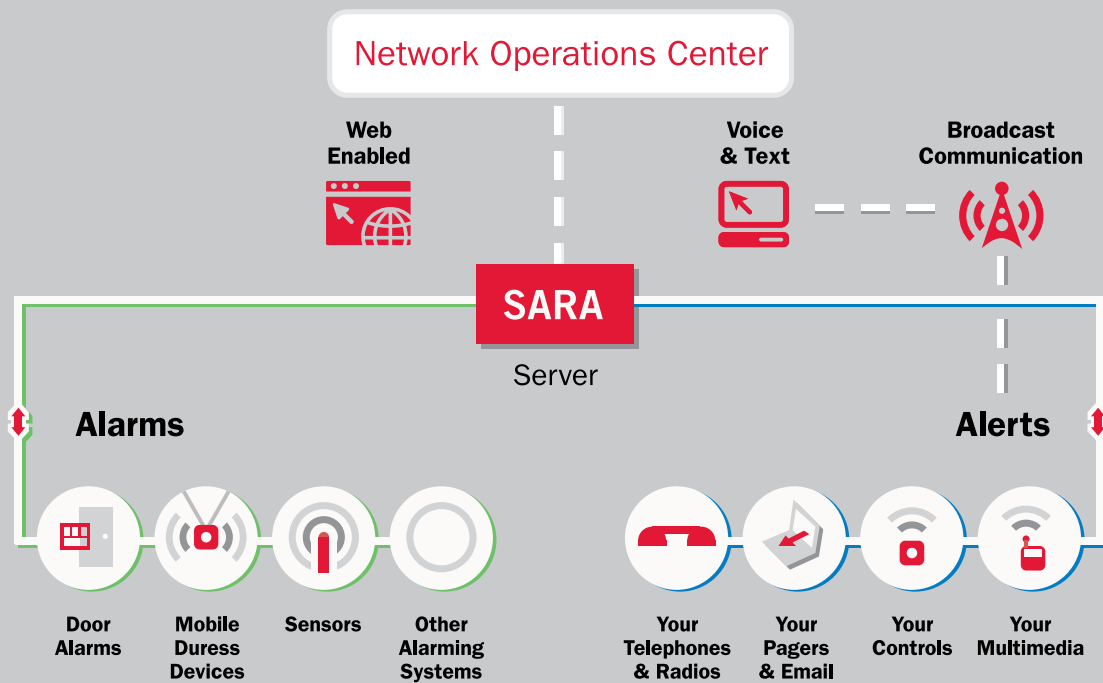 Network Operations Center
Web
Enabled
Voice
& Text
Broadcast
Communication
SARA
Server
Alarms
Alerts
Door
Alarms
Mobile
Duress
Devices
Sensors
Other
Alarming
Systems
Your
Telephones
& Radios
Your
Pagers
& Email
Your
Controls
Your
Multimedia